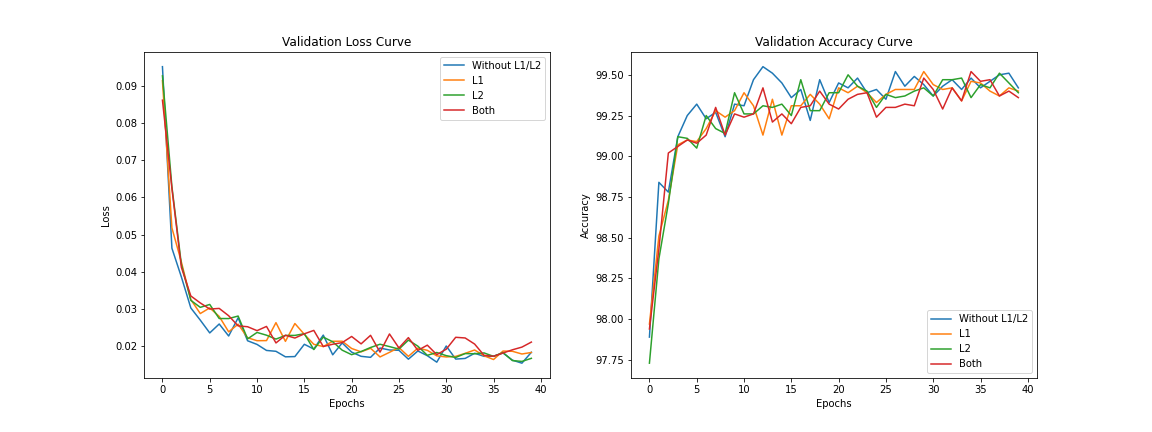 Validation Loss Curve
Loss
0.09
0.08
0.07
0.06
0.05
0.04
0.03
0.02
0 5 10 15 20 25 30 35 40
Epochs
Without L1/L2
L1
L2
Both
Validation Accuracy Curve
Accuracy
99.50
99.25
99.00
98.75
98.50
98.25
98.00
97.75
0 5 10 15 20 25 30 35 40
Epochs
Without L1/L2
L1
L2
Both